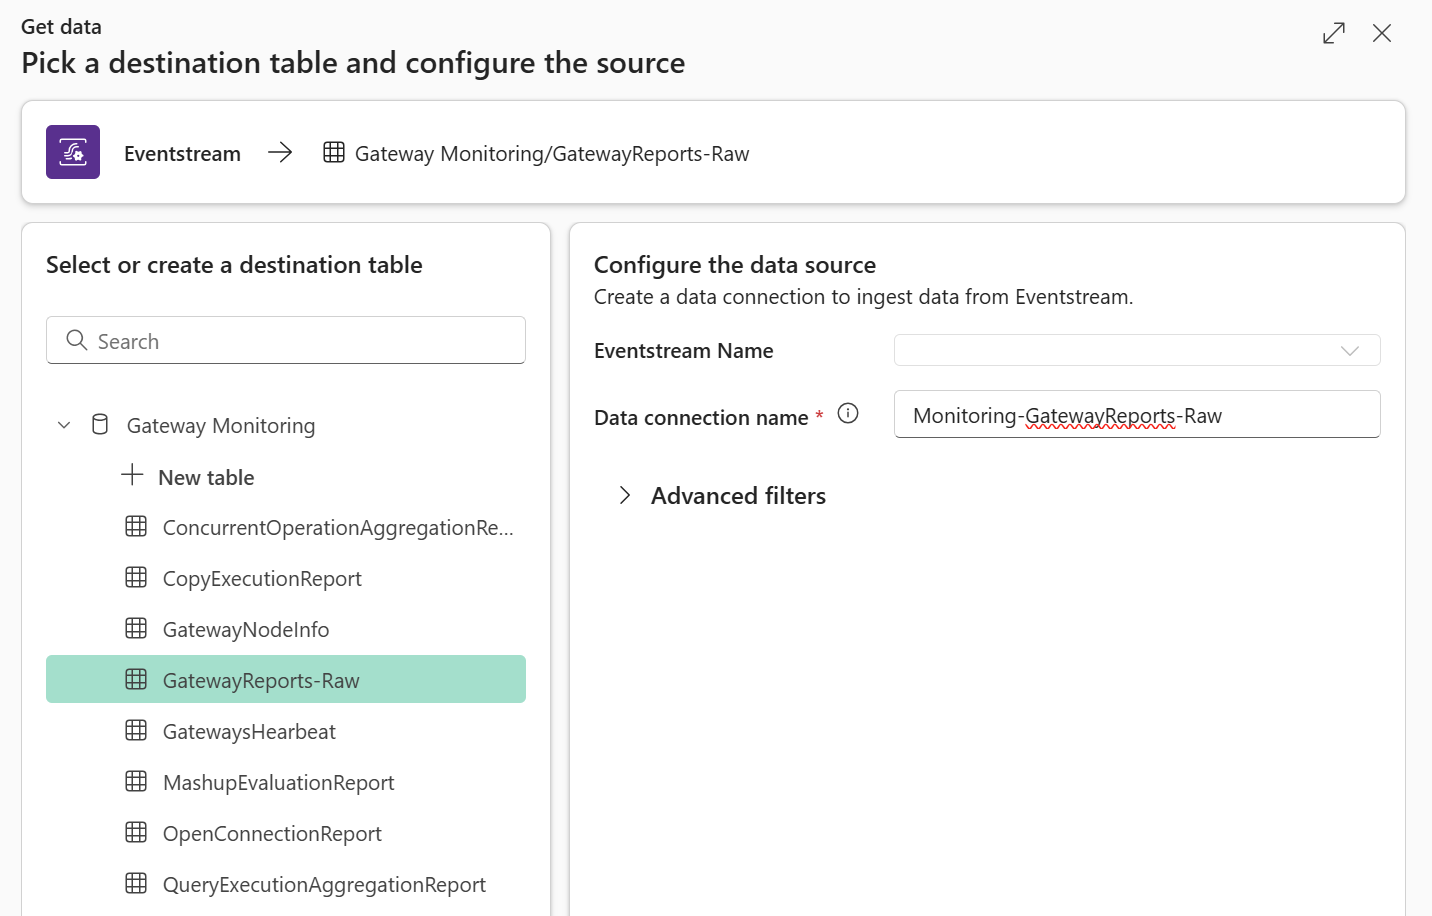 Get data
Pick a destination table and configure the source
Eventstream
Gateway Monitoring/GatewayReports-Raw
Select or create a destination table
Search
Gateway Monitoring
New table
ConcurrentOperationAggregationRe...
CopyExecutionReport
GatewayNodeInfo
GatewayReports-Raw
GatewaysHearbeat
MashupEvaluationReport
OpenConnectionReport
QueryExecutionAggregationReport
Configure the data source
Create a data connection to ingest data from Eventstream.
Eventstream Name
Data connection name *
Monitoring-GatewayReports-Raw
Advanced filters